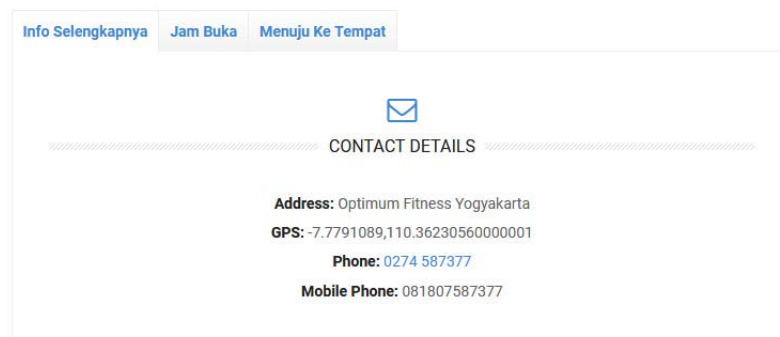 Info Selengkapnya Jam Buka Menuju Ke Tempat
CONTACT DETAILS
Address: Optimum Fitness Yogyakarta
GPS: -7.7791089,110.36230560000001
Phone: 0274 587377
Mobile Phone: 081807587377